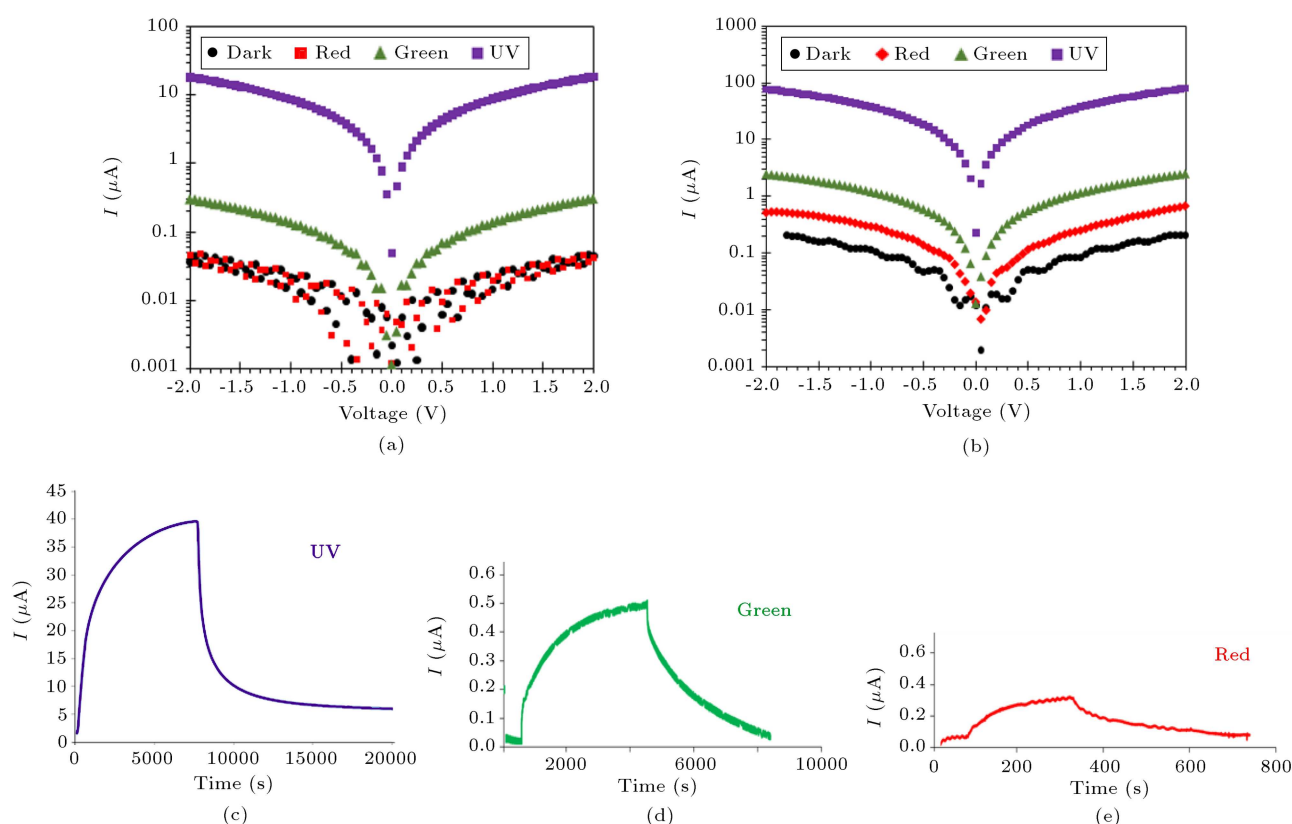 100
10
1
0.1
0.01
0.001
I (μA)
Dark Red Green UV
-2.0 -1.5 -1.0 -0.5 0.0 0.5 1.0 1.5 2.0
Voltage (V)
(a)
1000
100
10
1
0.1
0.01
0.001
I (μA)
Dark Red Green UV
-2.0 -1.5 -1.0 -0.5 0.0 0.5 1.0 1.5 2.0
Voltage (V)
(b)
45
40
35
30
25
20
15
10
5
0
I (μA)
UV
0 5000 10000 15000 20000
Time (s)
(c)
0.6
0.5
0.4
0.3
0.2
0.1
0.0
I (μA)
Green
2000 4000 6000 8000 10000
Time (s)
(d)
0.6
0.4
0.2
0.0
I (μA)
Red
0 200 400 600 800
Time (s)
(e)